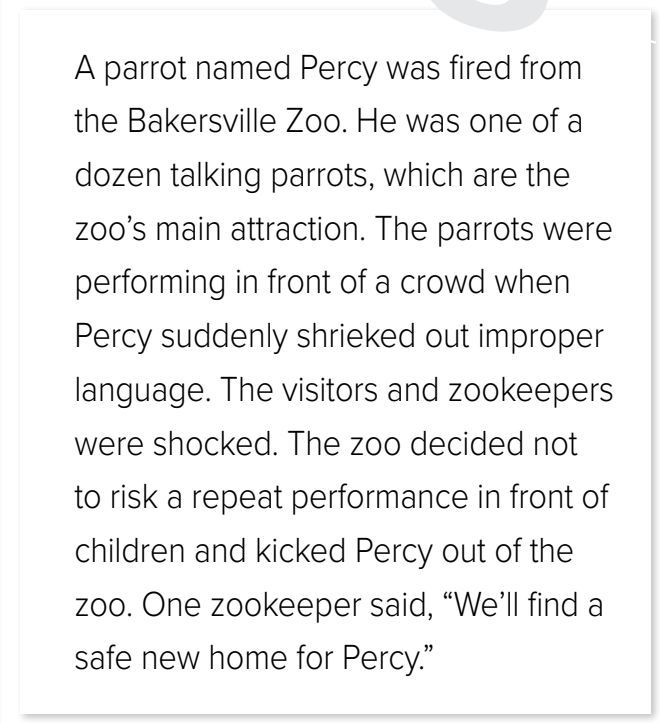 A parrot named Percy was fired from
the Bakersville Zoo. He was one of a
dozen talking parrots, which are the
zoo’s main attraction. The parrots were
performing in front of a crowd when
Percy suddenly shrieked out improper
language. The visitors and zookeepers
were shocked. The zoo decided not
to risk a repeat performance in front of
children and kicked Percy out of the
zoo. One zookeeper said, “We’ll find a
safe new home for Percy.”